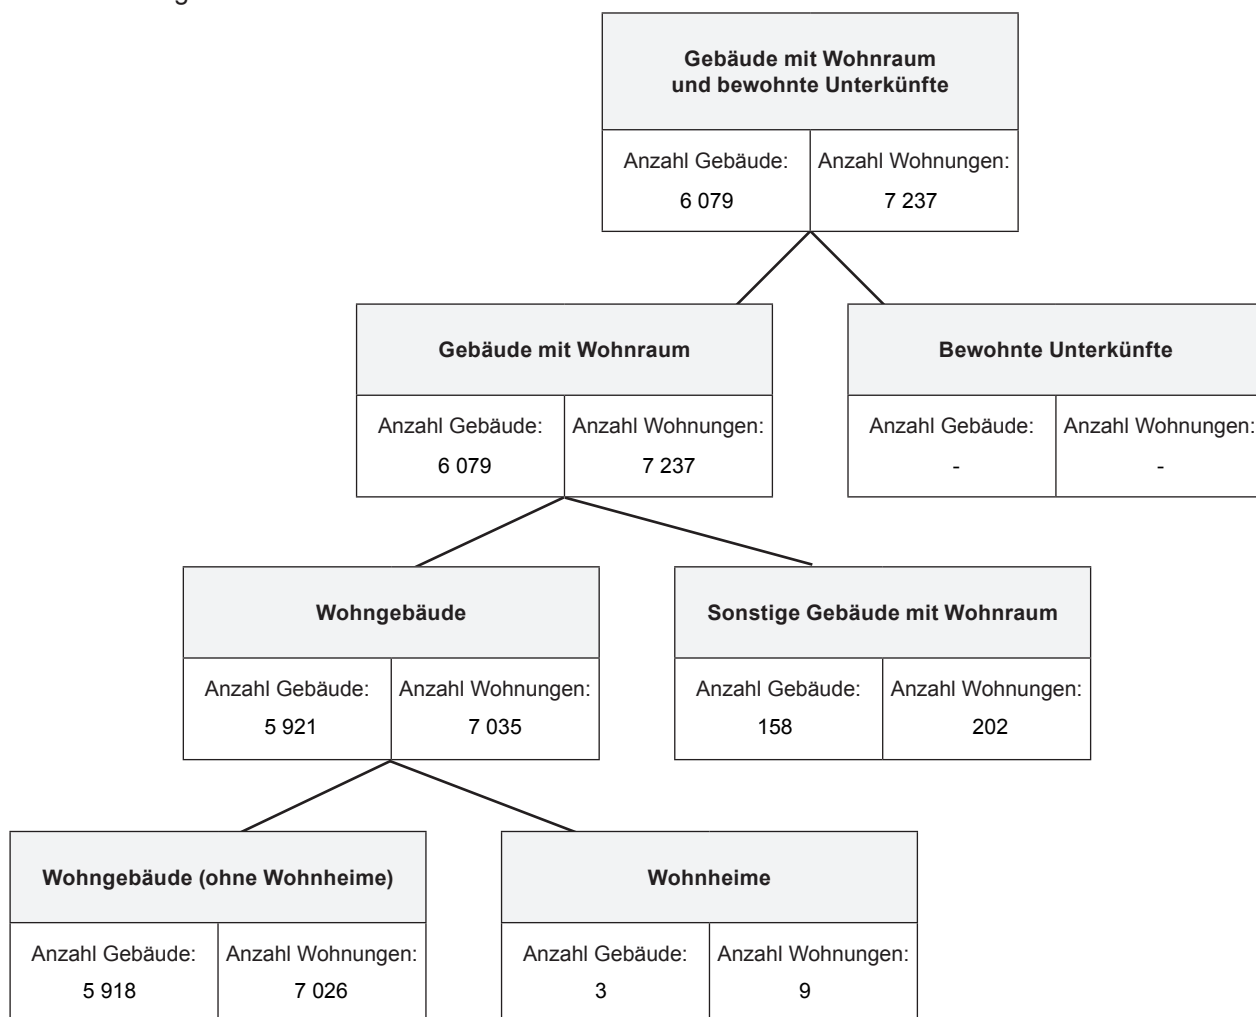 Gebäude mit Wohnraum
und bewohnte Unterkünfte
Anzahl Gebäude: Anzahl Wohnungen:
6 079 7 237
Gebäude mit Wohnraum Bewohnte Unterkünfte
Anzahl Gebäude: Anzahl Wohnungen: Anzahl Gebäude: Anzahl Wohnungen:
6 079 7 237 - -
Wohngebäude Sonstige Gebäude mit Wohnraum
Anzahl Gebäude: Anzahl Wohnungen: Anzahl Gebäude: Anzahl Wohnungen:
5 921 7 035 158 202
Wohngebäude (ohne Wohnheime) Wohnheime
Anzahl Gebäude: Anzahl Wohnungen: Anzahl Gebäude: Anzahl Wohnungen:
5 918 7 026 3 9